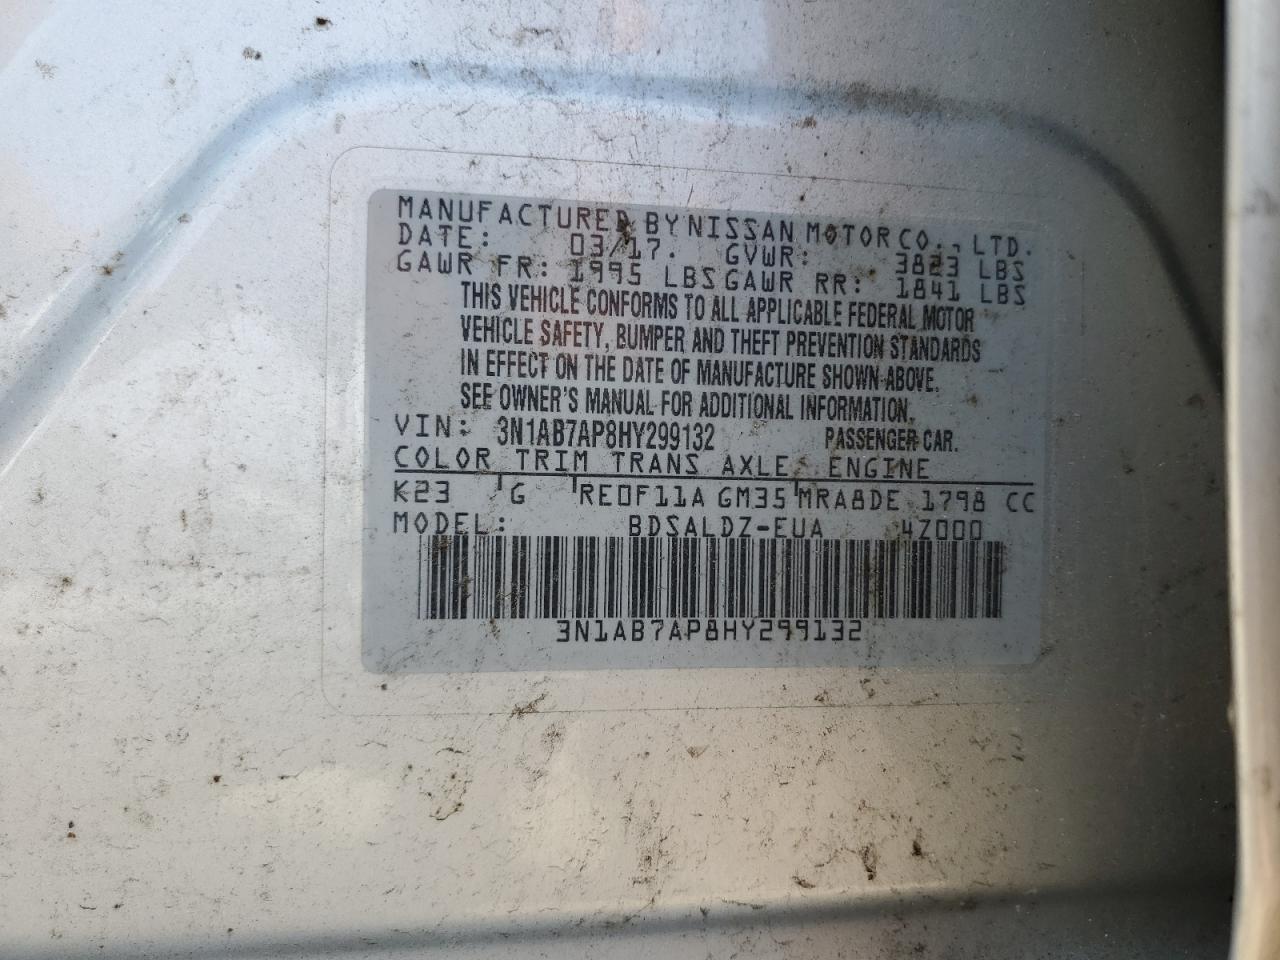 MANUFACTURED BY NISSAN MOTOR CO., LTD.
DATE: 03/17. GVWR: 3823 LBS
GAWR FR: 1995 LBS GAWR RR: 1841 LBS
THIS VEHICLE CONFORMS TO ALL APPLICABLE FEDERAL MOTOR
VEHICLE SAFETY, BUMPER AND THEFT PREVENTION STANDARDS
IN EFFECT ON THE DATE OF MANUFACTURE SHOWN ABOVE.
SEE OWNER'S MANUAL FOR ADDITIONAL INFORMATION.
VIN: 3N1AB7AP8HY299132 PASSENGER CAR.
COLOR TRIM TRANS AXLE ENGINE
K23 G RE0F11A GM35 MRA8DE 1798 CC
MODEL: BDSALDZ-EUA 4Z000
3N1AB7AP8HY299132